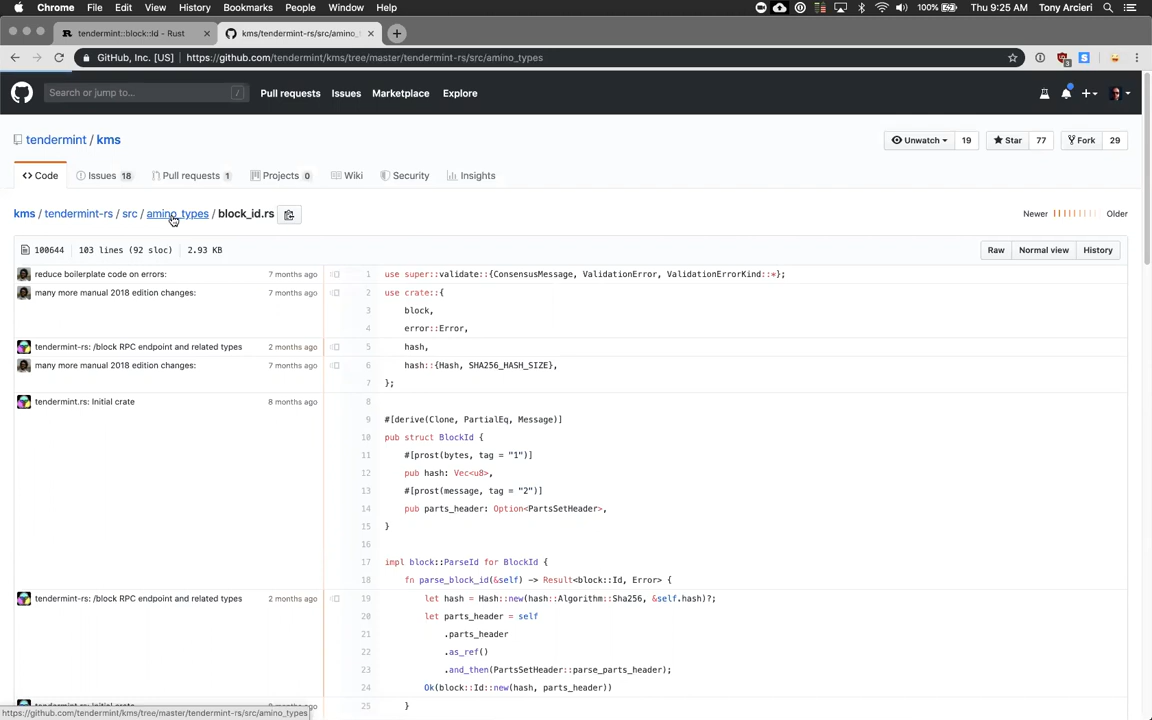 Chrome File Edit View History Bookmarks People Window Help 100% Thu 9:25 AM Tony Arcieri
tendermint::block::Id - Rust kms/tendermint-rs/src/amino_
GitHub, Inc. [US] https://github.com/tendermint/kms/tree/master/tendermint-rs/src/amino_types
Search or jump to... / Pull requests Issues Marketplace Explore
tendermint / kms Unwatch 19 Star 77 Fork 29
Code Issues 18 Pull requests 1 Projects 0 Wiki Security Insights
kms / tendermint-rs / src / amino_types / block_id.rs Newer Older
100644 103 lines (92 sloc) 2.93 KB Raw Normal view History
reduce boilerplate code on errors: 7 months ago 1 use super::validate::{ConsensusMessage, ValidationError, ValidationErrorKind::*};
many more manual 2018 edition changes: 7 months ago 2 use crate::{
3 block,
4 error::Error,
tendermint-rs: /block RPC endpoint and related types 2 months ago 5 hash,
many more manual 2018 edition changes: 7 months ago 6 hash::{Hash, SHA256_HASH_SIZE},
7 };
tendermint.rs: Initial crate 8 months ago 8
9 #[derive(Clone, PartialEq, Message)]
10 pub struct BlockId {
11 #[prost(bytes, tag = "1")]
12 pub hash: Vec<u8>,
13 #[prost(message, tag = "2")]
14 pub parts_header: Option<PartsSetHeader>,
15 }
16
17 impl block::ParseId for BlockId {
18 fn parse_block_id(&self) -> Result<block::Id, Error> {
tendermint-rs: /block RPC endpoint and related types 2 months ago 19 let hash = Hash::new(hash::Algorithm::Sha256, &self.hash)?;
20 let parts_header = self
21 .parts_header
22 .as_ref()
23 .and_then(PartsSetHeader::parse_parts_header);
24 Ok(block::Id::new(hash, parts_header))
25 }
https://github.com/tendermint/kms/tree/master/tendermint-rs/src/amino_types